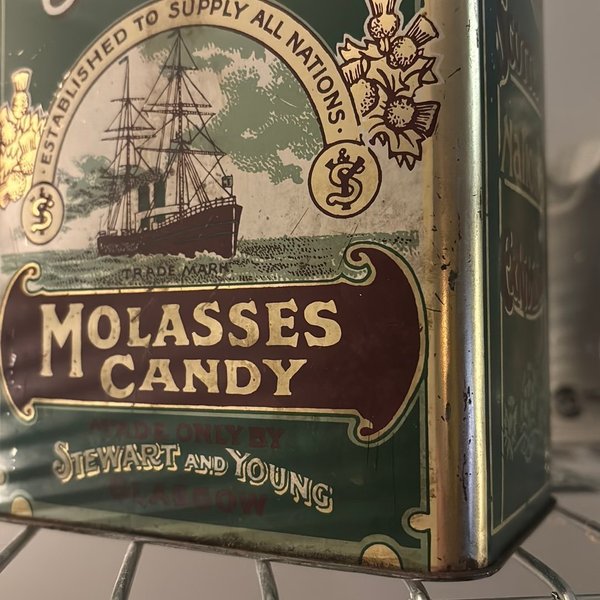 ESTABLISHED TO SUPPLY ALL NATIONS
TRADE MARK
MOLASSES
CANDY
MADE ONLY BY
STEWART AND YOUNG
GLASGOW